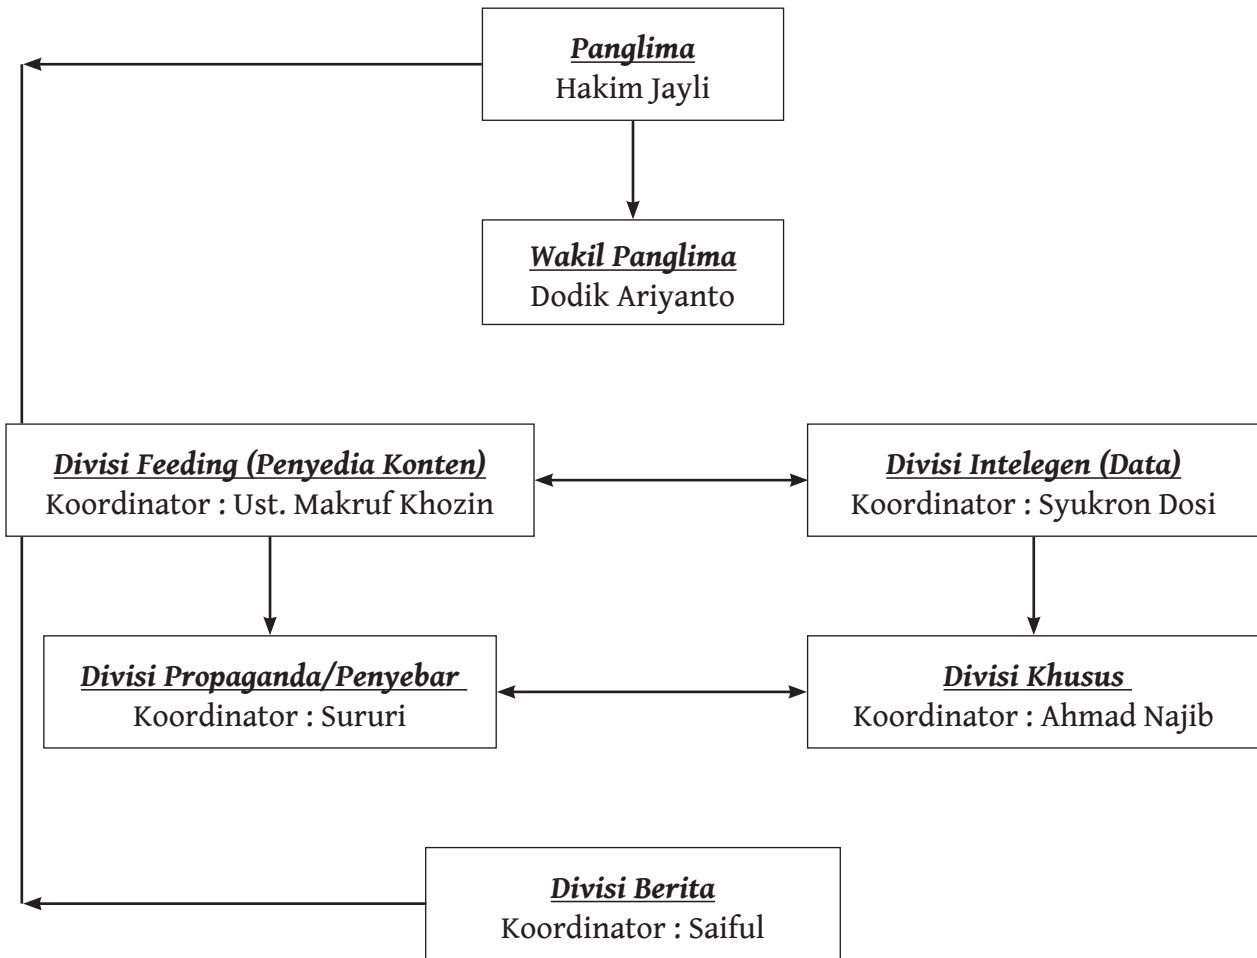 Panglima
Hakim Jayli
Wakil Panglima
Dodik Ariyanto
Divisi Feeding (Penyedia Konten)
Koordinator : Ust. Makruf Khozin
Divisi Intelegen (Data)
Koordinator : Syukron Dosi
Divisi Propaganda/Penyebar
Koordinator : Sururi
Divisi Khusus
Koordinator : Ahmad Najib
Divisi Berita
Koordinator : Saiful